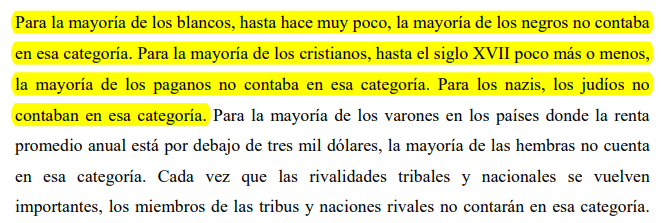 Para la mayoría de los blancos, hasta hace muy poco, la mayoría de los negros no contaba
en esa categoría. Para la mayoría de los cristianos, hasta el siglo XVII poco más o menos,
la mayoría de los paganos no contaba en esa categoría. Para los nazis, los judíos no
contaban en esa categoría. Para la mayoría de los varones en los países donde la renta
promedio anual está por debajo de tres mil dólares, la mayoría de las hembras no cuenta
en esa categoría. Cada vez que las rivalidades tribales y nacionales se vuelven
importantes, los miembros de las tribus y naciones rivales no contarán en esa categoría.